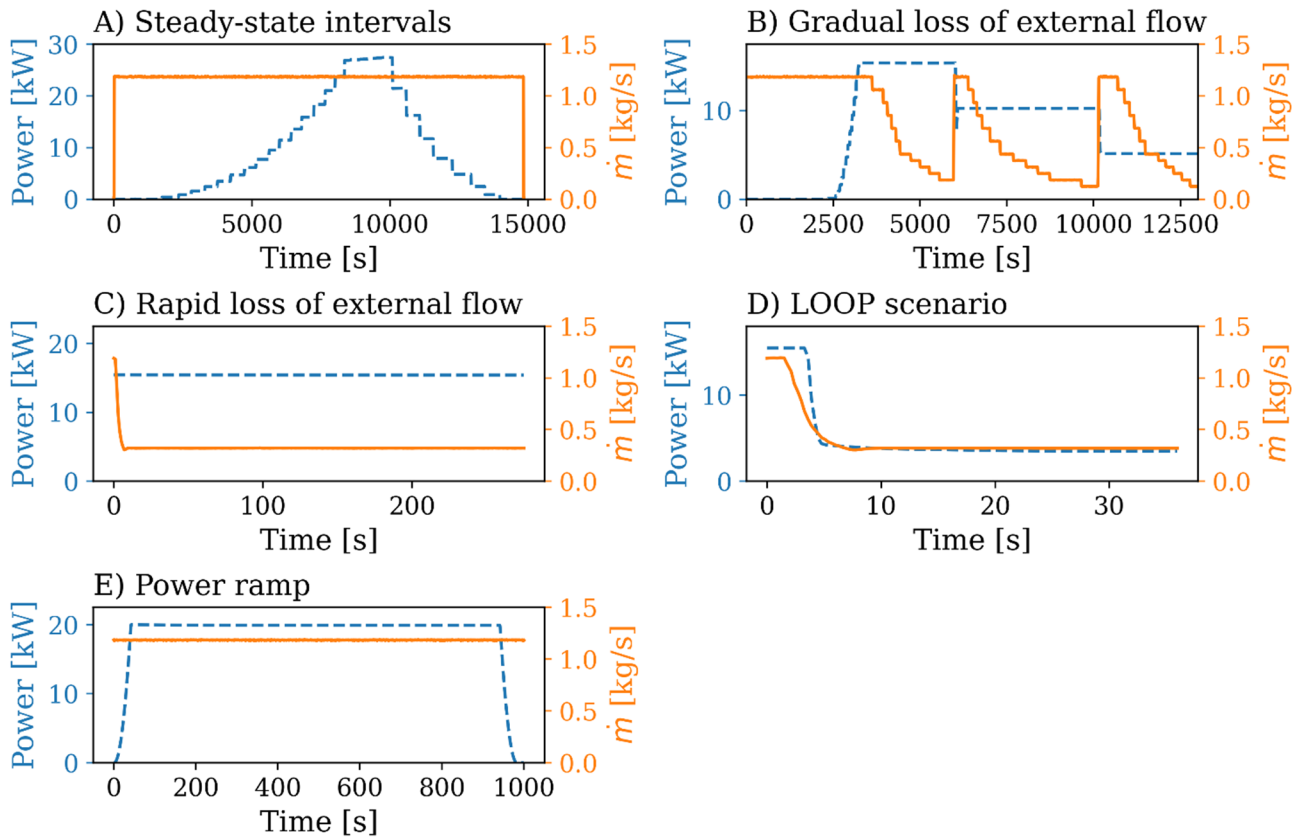 A) Steady-state intervals
Power [kW]
30
20
10
0
1.5
1.0
0.5
0.0
ṁ [kg/s]
0 5000 10000 15000
Time [s]
B) Gradual loss of external flow
Power [kW]
10
0
1.5
1.0
0.5
0.0
ṁ [kg/s]
0 2500 5000 7500 10000 12500
Time [s]
C) Rapid loss of external flow
Power [kW]
20
15
10
5
0
1.5
1.0
0.5
0.0
ṁ [kg/s]
0 100 200
Time [s]
D) LOOP scenario
Power [kW]
10
0
1.5
1.0
0.5
0.0
ṁ [kg/s]
0 10 20 30
Time [s]
E) Power ramp
Power [kW]
20
10
0
1.5
1.0
0.5
0.0
ṁ [kg/s]
0 200 400 600 800 1000
Time [s]